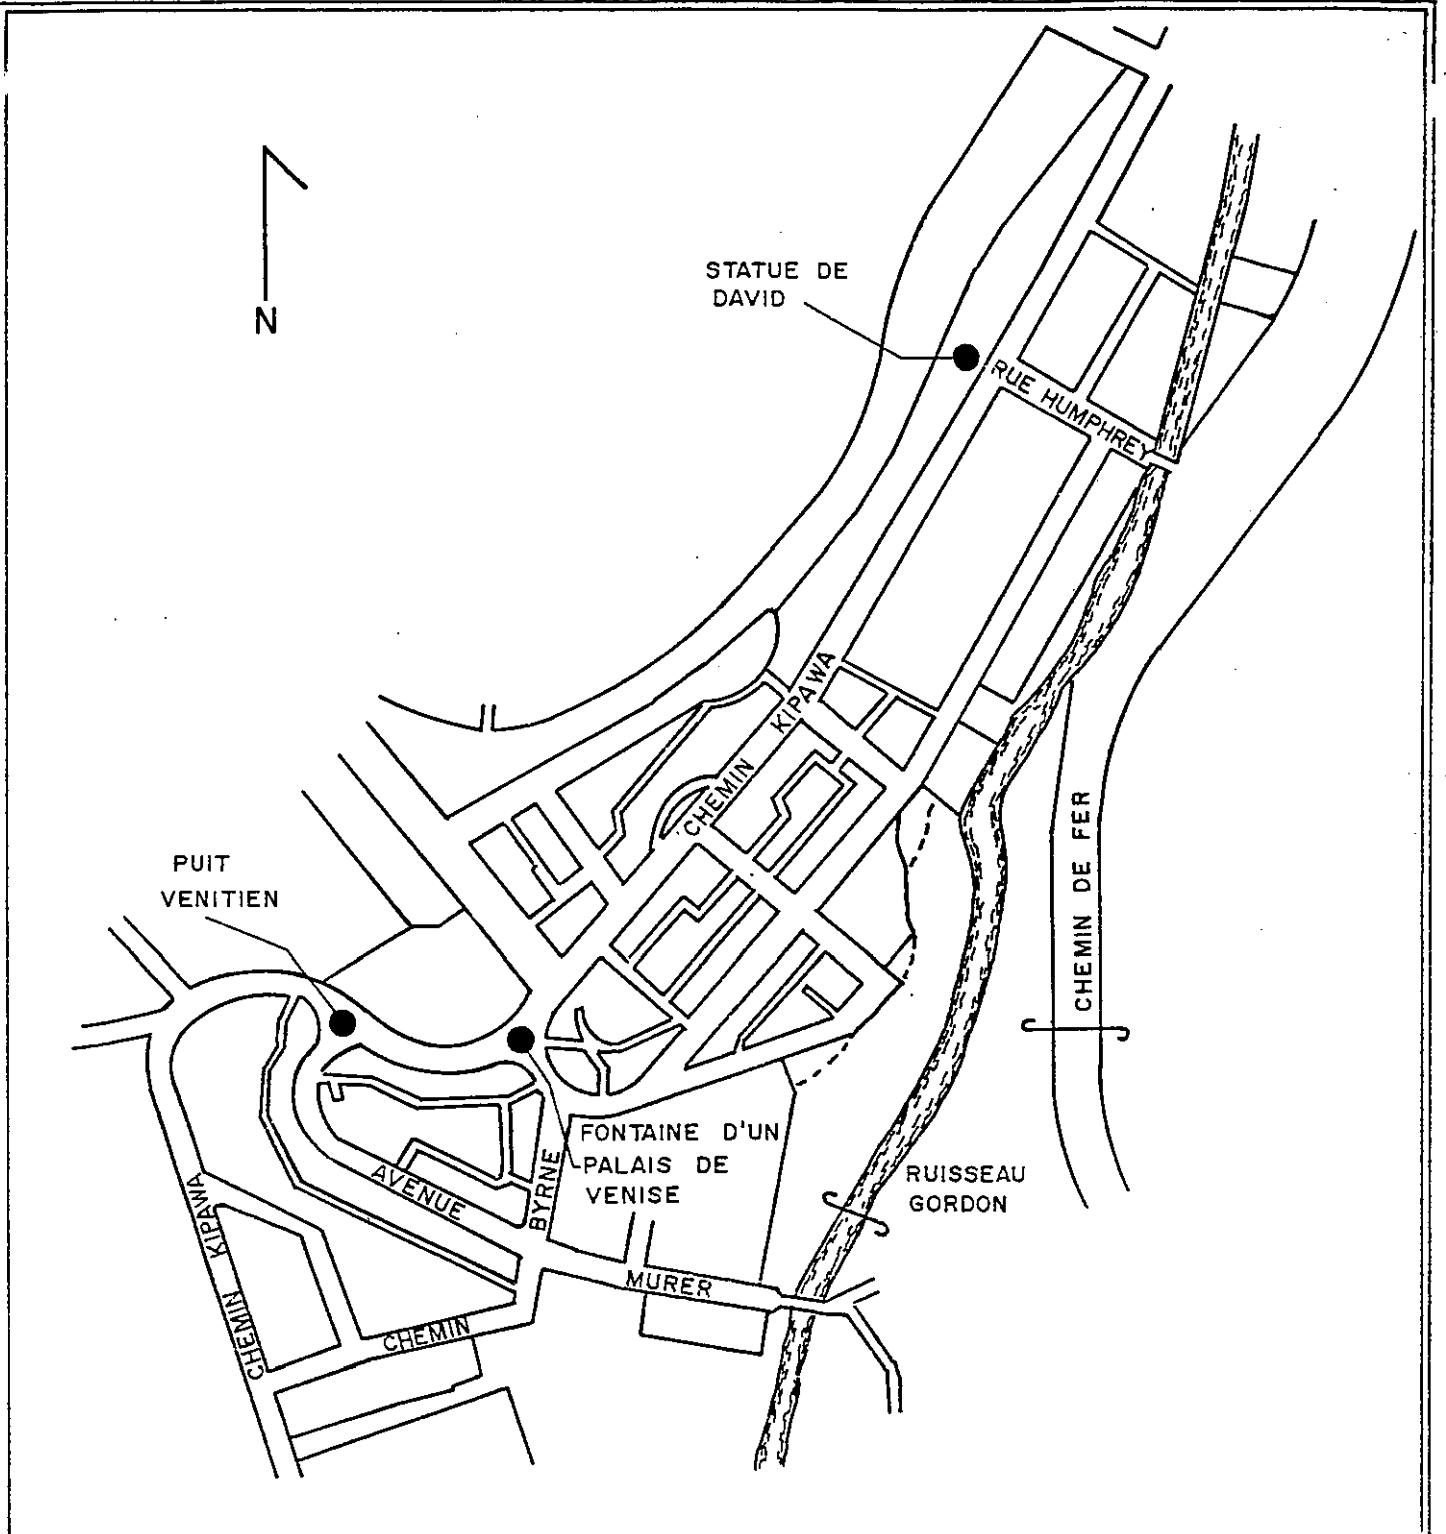 N
STATUE DE
DAVID
RUE HUMPHREY
CHEMIN KIPAWA
CHEMIN DE FER
PUIT
VENITIEN
FONTAINE D'UN
PALAIS DE
VENISE
BYRNE
AVENUE
RUISSEAU
GORDON
MURER
CHEMIN KIPAWA
CHEMIN